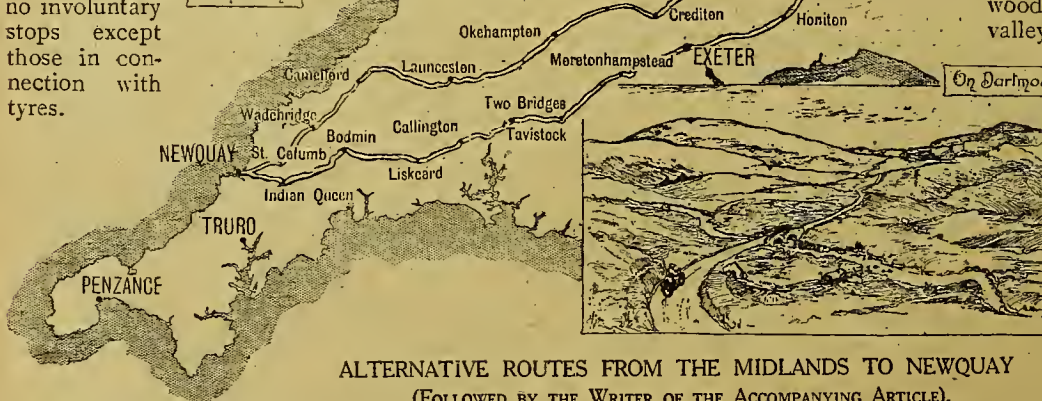 no involuntary
stops except
those in con-
nection with
tyres.
wood
valley
Crediton
Honiton
Okehampton
Moretonhampstead
EXETER
Camelford
Launceston
On Dartmoo
Two Bridges
Wadebridge
Callington
Tavistock
Bodmin
NEWQUAY
St. Columb
Liskeard
Indian Queen
TRURO
PENZANCE
ALTERNATIVE ROUTES FROM THE MIDLANDS TO NEWQUAY
(FOLLOWED BY THE WRITER OF THE ACCOMPANYING ARTICLE).